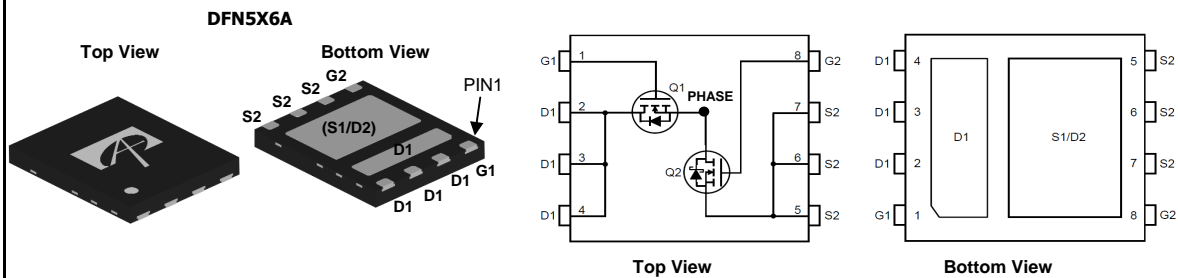 DFN5X6A
Top View
Bottom View
G2
S2
S2
S2
PIN1
(S1/D2)
D1
G1
D1
D1
D1
G1 1
8 G2
Q1
PHASE
D1 2
7 S2
D1 3
6 S2
Q2
D1 4
5 S2
Top View
D1 4
5 S2
D1 3
6 S2
D1
S1/D2
D1 2
7 S2
G1 1
8 G2
Bottom View